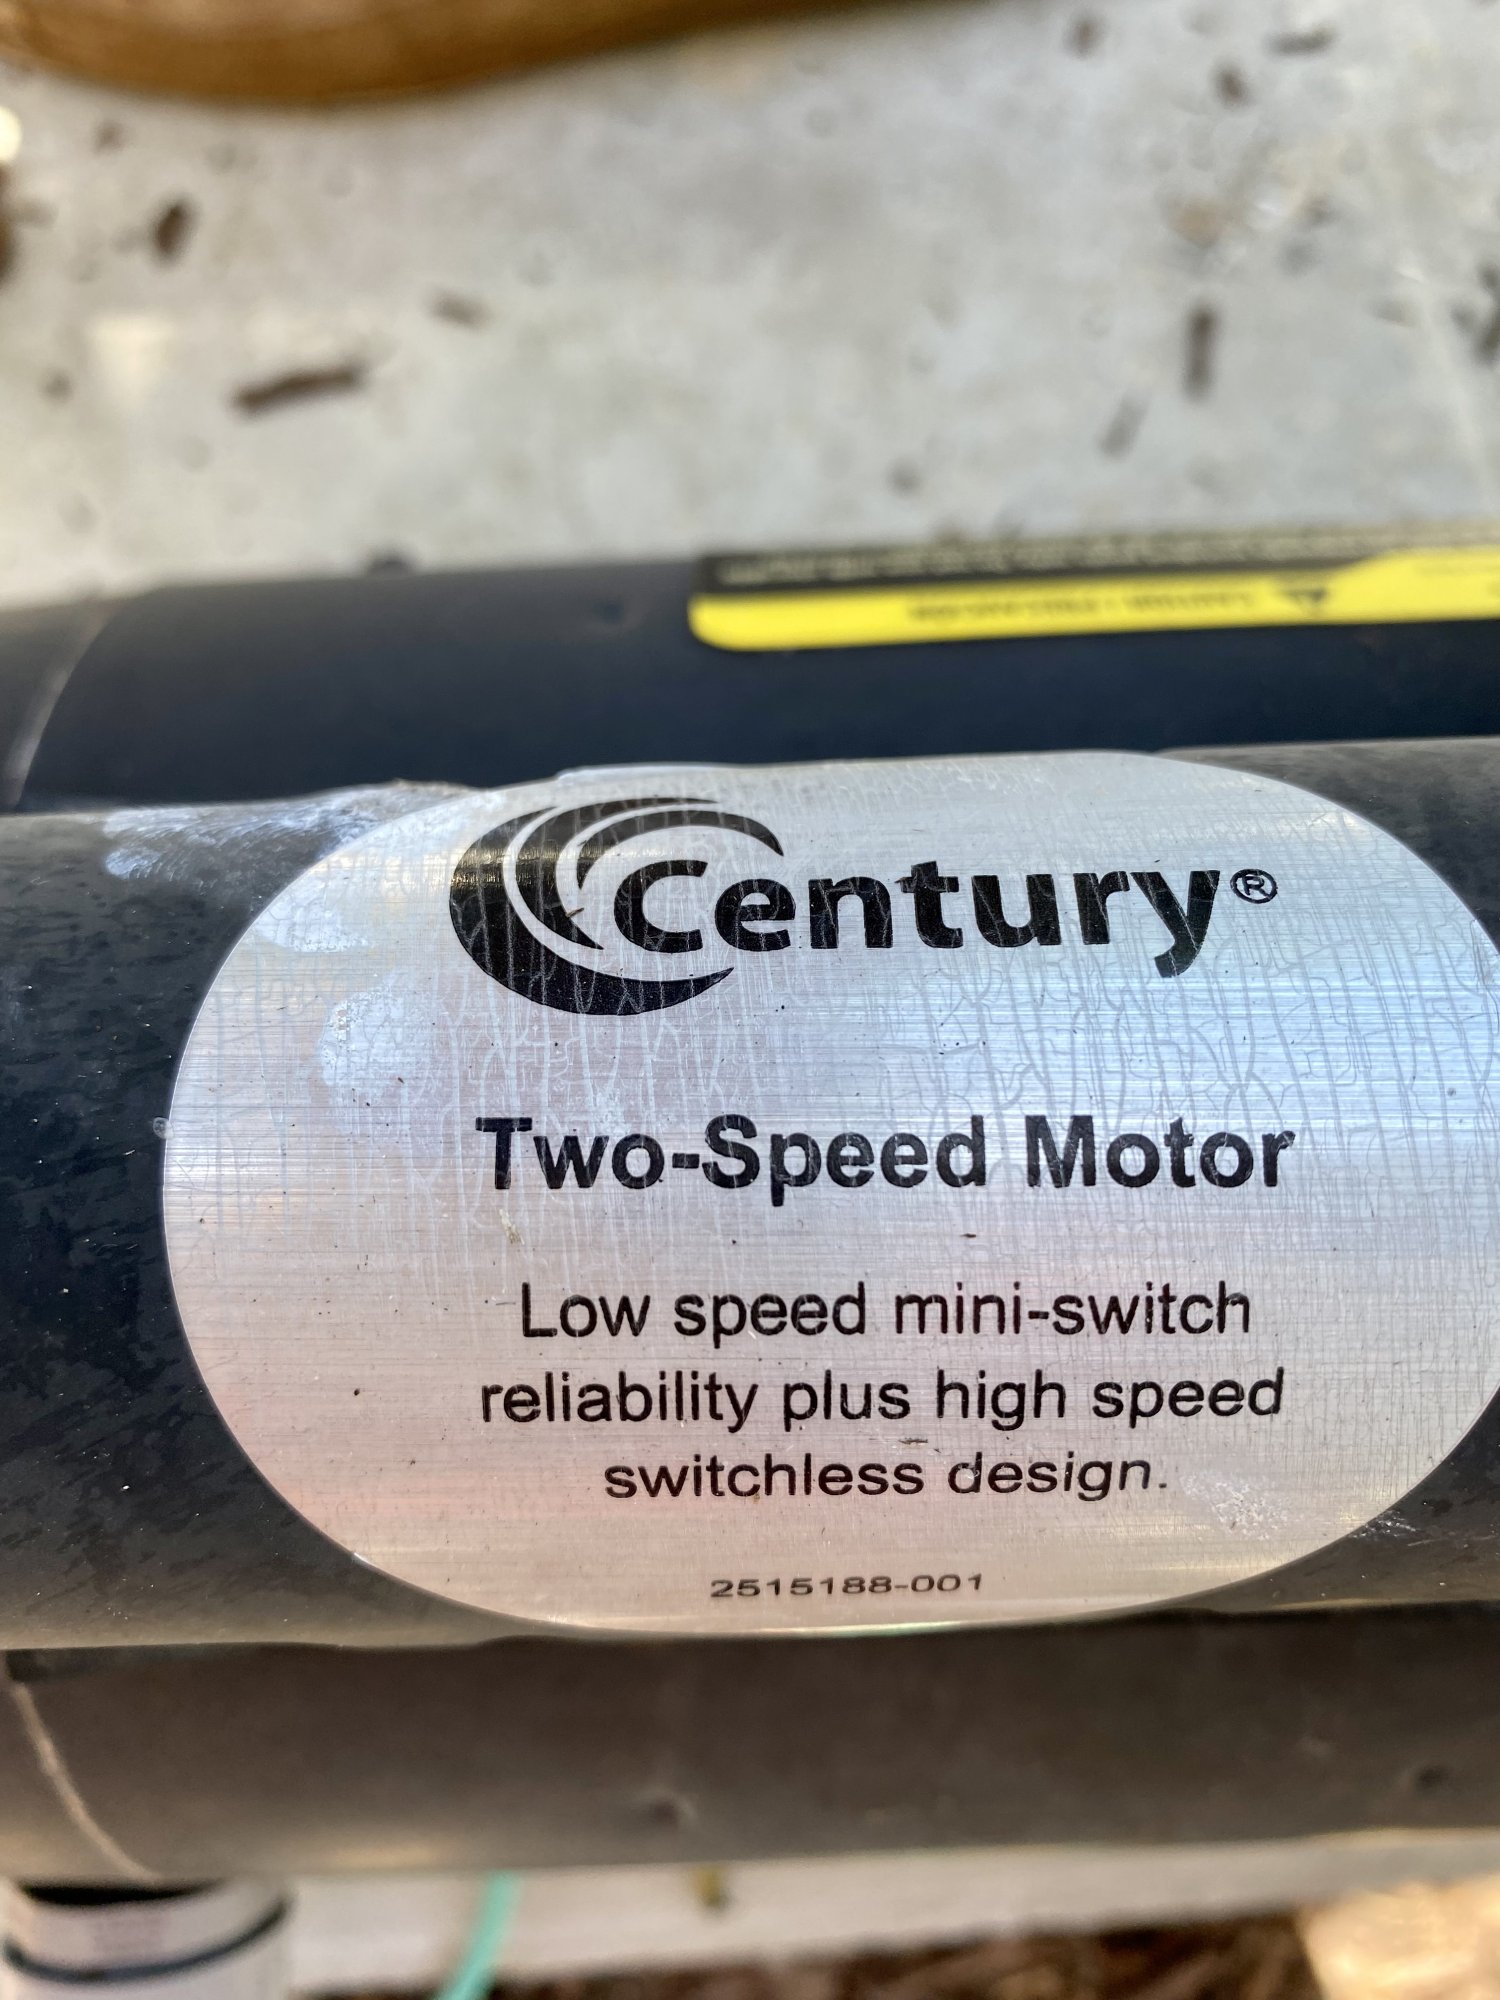 Century®
Two-Speed Motor
Low speed mini-switch
reliability plus high speed
switchless design.
2515188-001